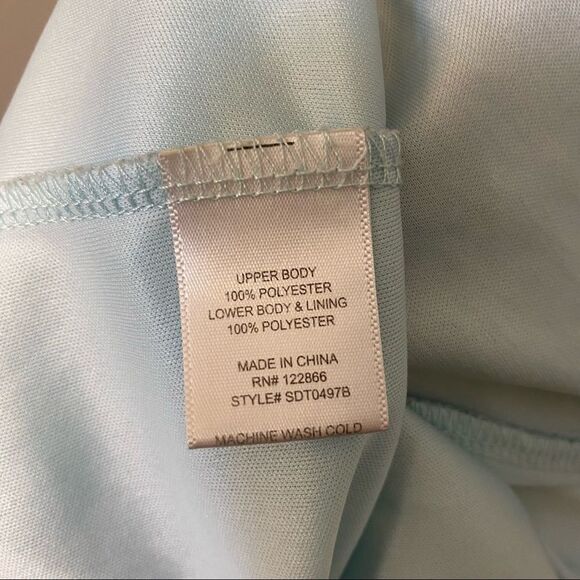 UPPER BODY
100% POLYESTER
LOWER BODY & LINING
100% POLYESTER
MADE IN CHINA
RN# 122866
STYLE# SDT0497B
MACHINE WASH COLD